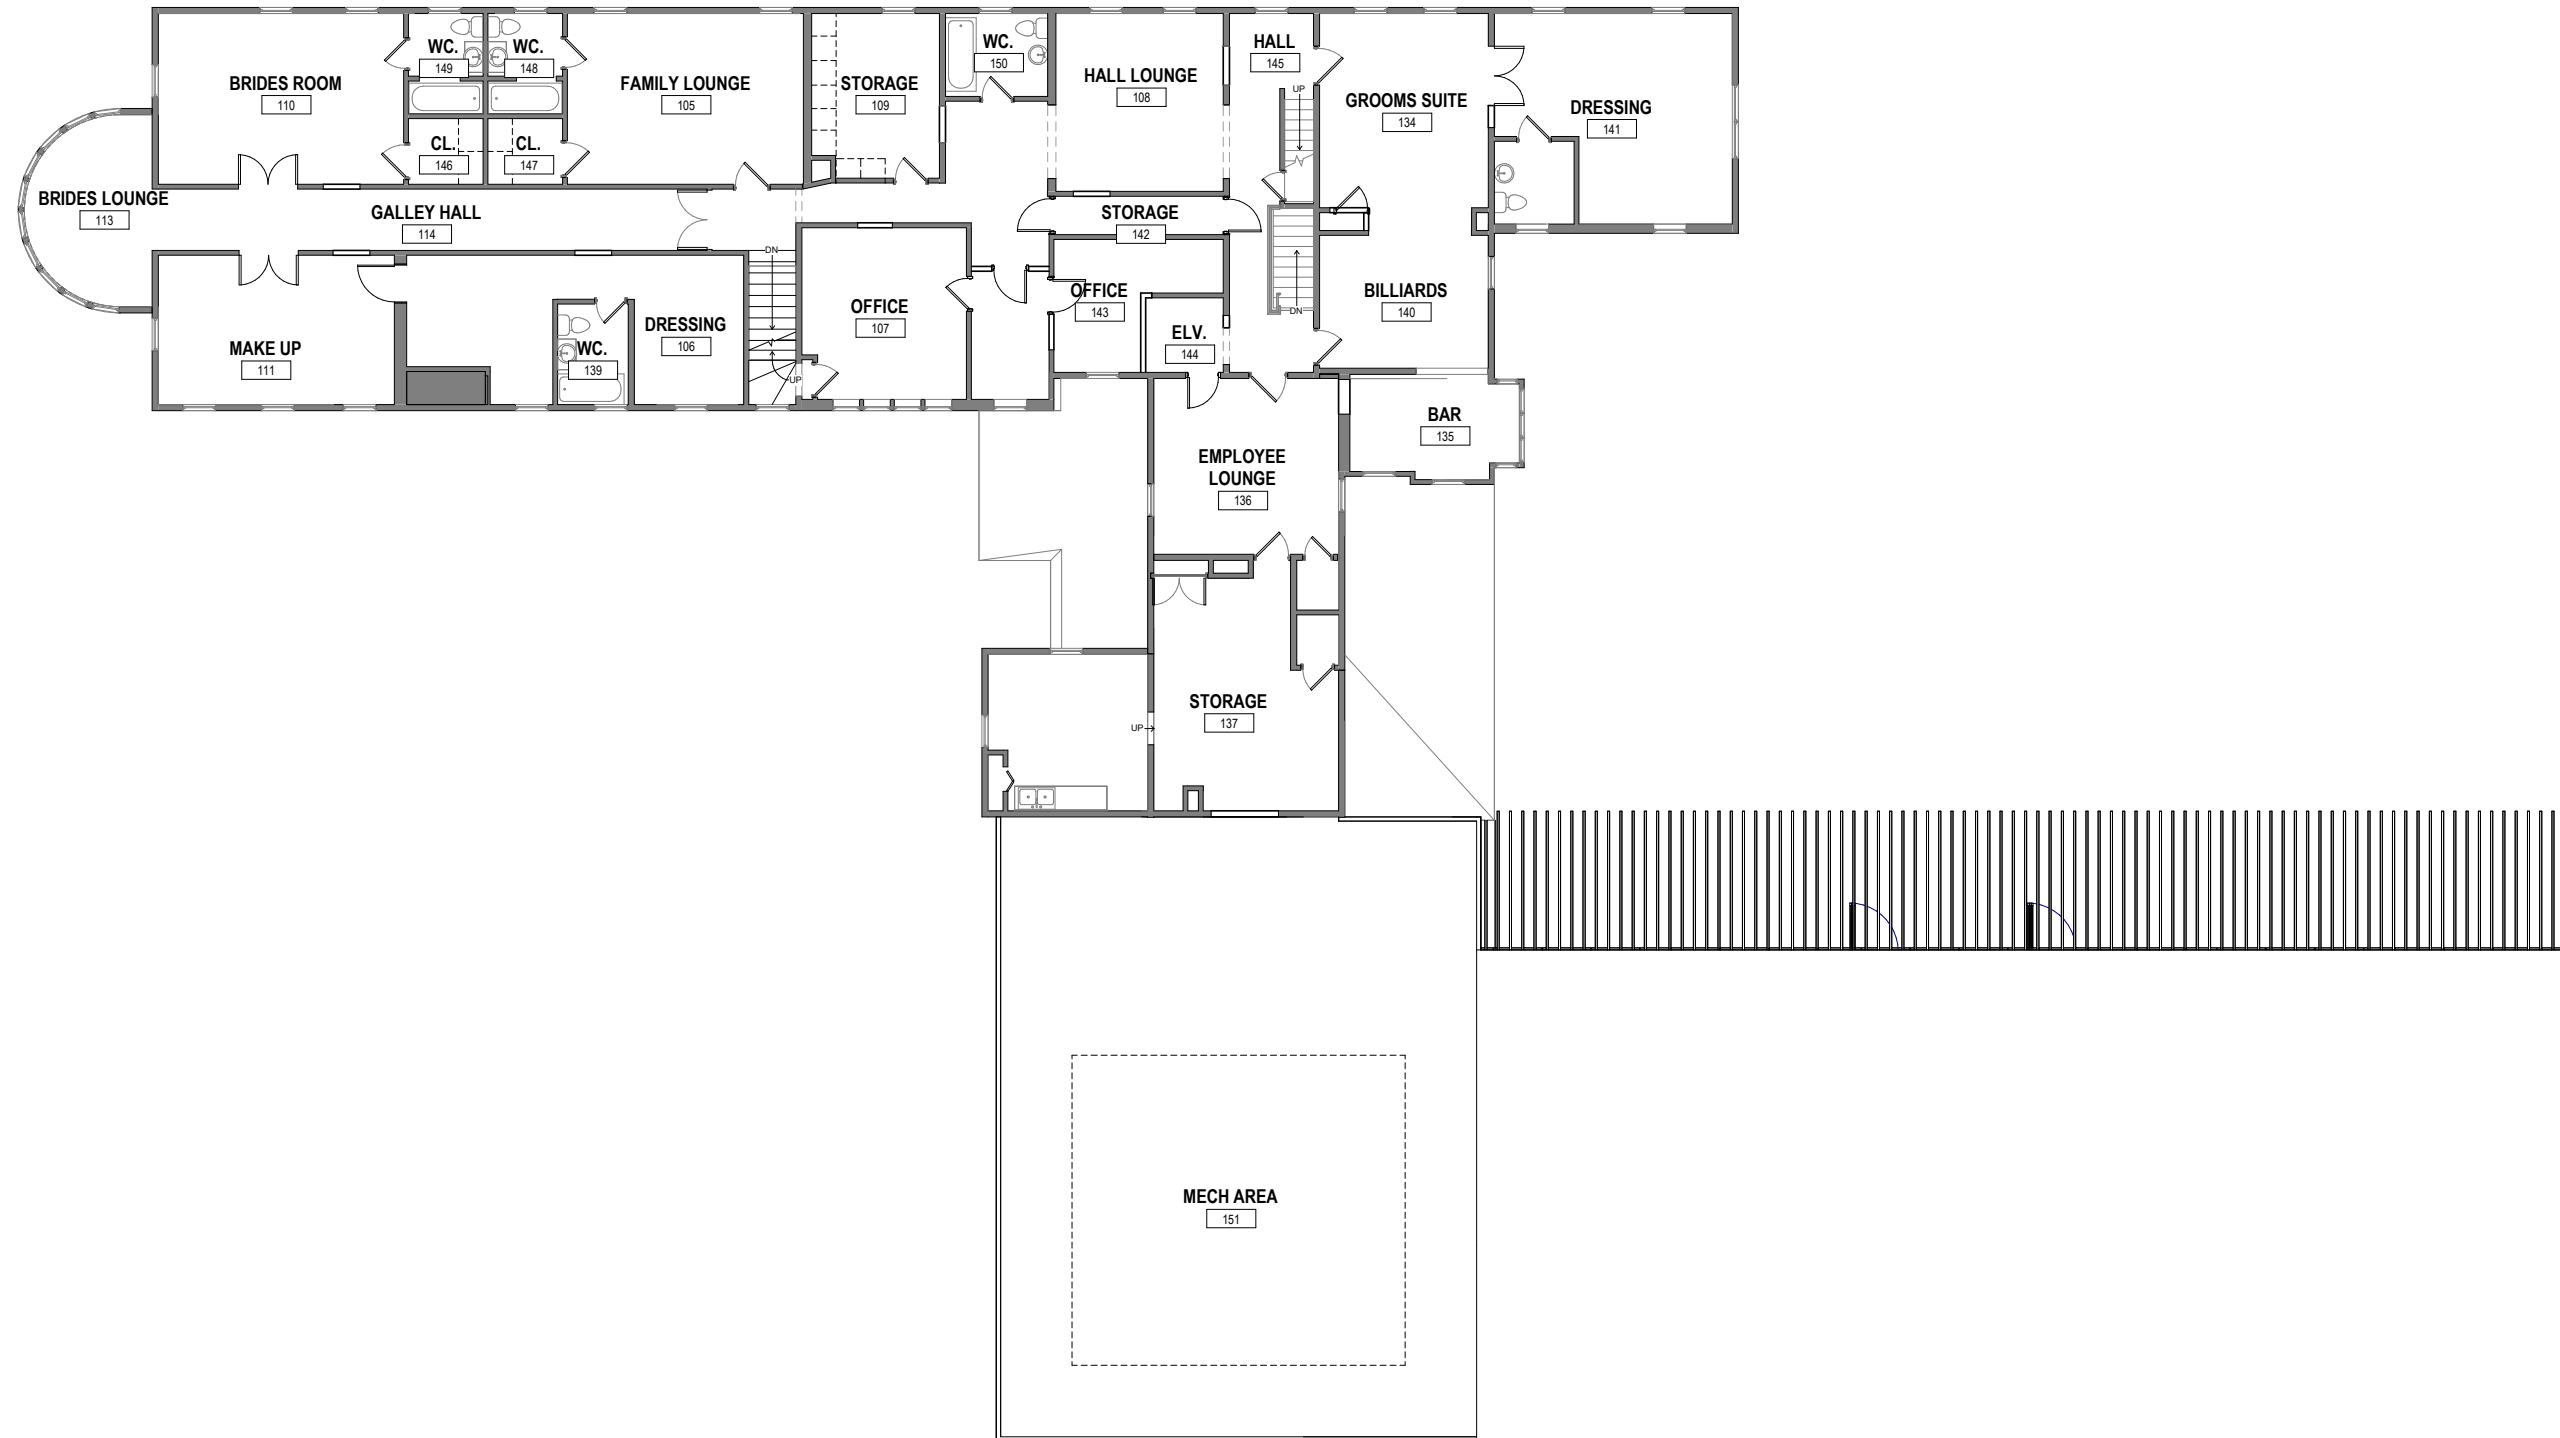 BRIDES ROOM
110
WC.
149
WC.
148
CL.
146
CL.
147
FAMILY LOUNGE
105
STORAGE
109
WC.
150
HALL LOUNGE
108
HALL
145
UP
GROOMS SUITE
134
DRESSING
141
BRIDES LOUNGE
113
GALLEY HALL
114
STORAGE
142
MAKE UP
111
WC.
139
DRESSING
106
DN
UP
OFFICE
107
OFFICE
143
ELV.
144
DN
BILLIARDS
140
BAR
135
EMPLOYEE
LOUNGE
136
STORAGE
137
UP
MECH AREA
151